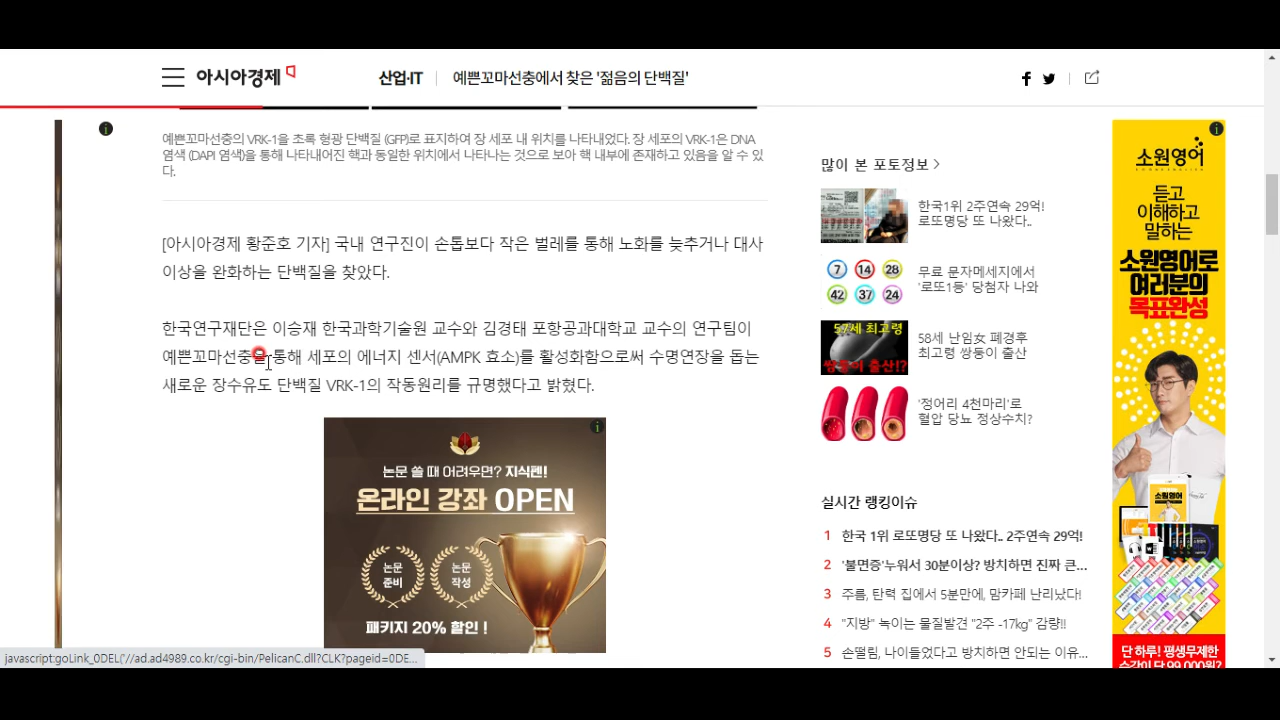 아시아경제
산업·IT
예쁜꼬마선충에서 찾은 '젊음의 단백질'
예쁜꼬마선충의 VRK-1을 초록 형광 단백질 (GFP)로 표지하여 장 세포 내 위치를 나타내었다. 장 세포의 VRK-1은 DNA
염색 (DAPI 염색)을 통해 나타내어진 핵과 동일한 위치에서 나타나는 것으로 보아 핵 내부에 존재하고 있음을 알 수 있
다.
[아시아경제 황준호 기자] 국내 연구진이 손톱보다 작은 벌레를 통해 노화를 늦추거나 대사
이상을 완화하는 단백질을 찾았다.
한국연구재단은 이승재 한국과학기술원 교수와 김경태 포항공과대학교 교수의 연구팀이
예쁜꼬마선충을 통해 세포의 에너지 센서(AMPK 효소)를 활성화함으로써 수명연장을 돕는
새로운 장수유도 단백질 VRK-1의 작동원리를 규명했다고 밝혔다.
논문 쓸 때 어려우면? 지식펜!
온라인 강좌 OPEN
논문
준비
논문
작성
패키지 20% 할인 !
많이 본 포토정보 >
한국1위 2주연속 29억!
로또명당 또 나왔다..
7 14 28
42 37 24
무료 문자메세지에서
'로또1등' 당첨자 나와
57세 최고령
쌍둥이 출산!?
58세 난임女 폐경후
최고령 쌍둥이 출산
'정어리 4천마리'로
혈압 당뇨 정상수치?
실시간 랭킹이슈
1 한국 1위 로또명당 또 나왔다.. 2주연속 29억!
2 '불면증'누워서 30분이상? 방치하면 진짜 큰...
3 주름, 탄력 집에서 5분만에, 맘카페 난리났다!
4 "지방" 녹이는 물질발견 "2주 -17kg" 감량!!
5 손떨림, 나이들었다고 방치하면 안되는 이유...
소원영어
듣고
이해하고
말하는
소원영어로
여러분의
목표완성
소원영어
단 하루! 평생무제한
수강이 단 99,000원?
javascript:goLink_0DEL('//ad.ad4989.co.kr/cgi-bin/PelicanC.dll?CLK?pageid=0DE...